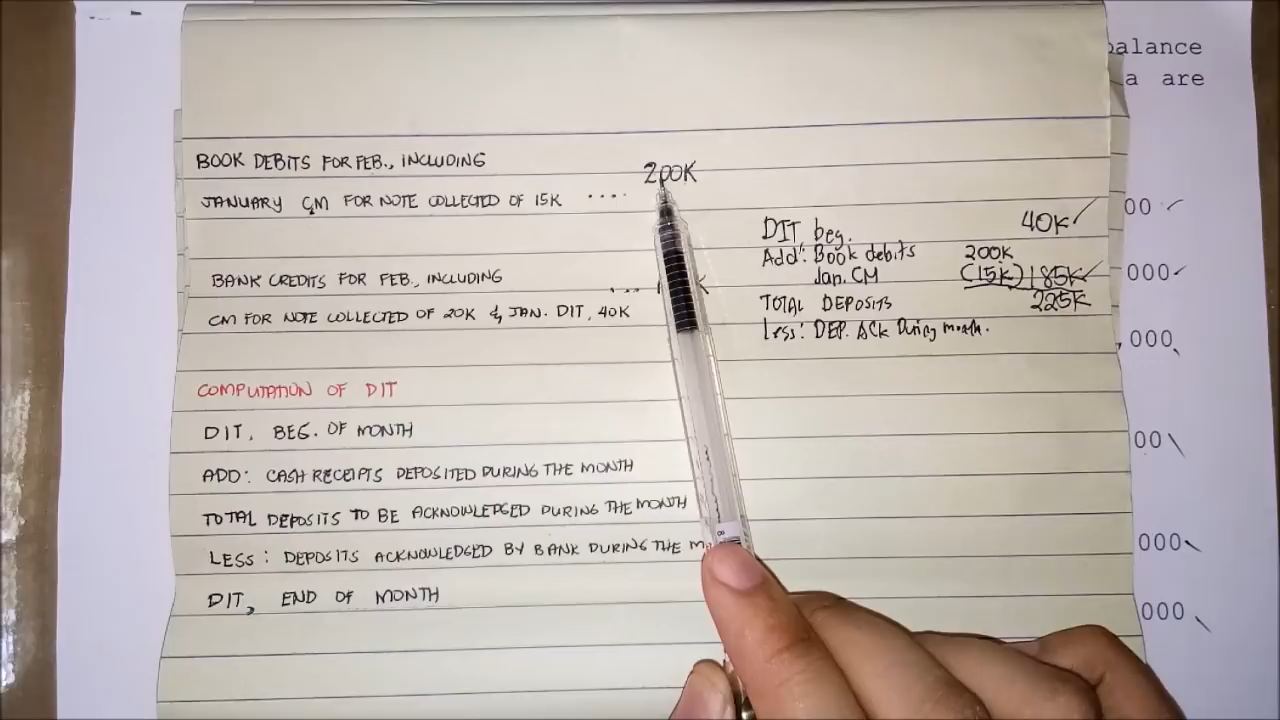 balance
a are
BOOK DEBITS FOR FEB., INCLUDING
200K
JANUARY CM FOR NOTE COLLECTED OF 15K ....
00
DIT, beg. 40K
Add: Book debits 200K
Jan. CM (15K) 185K
000
BANK CREDITS FOR FEB., INCLUDING
...
TOTAL DEPOSITS 225K
CM FOR NOTE COLLECTED OF 20K & JAN. DIT, 40K
Less: DEP. ACK During month.
,000
COMPUTATION OF DIT
DIT, BEG. OF MONTH
00
ADD: CASH RECEIPTS DEPOSITED DURING THE MONTH
TOTAL DEPOSITS TO BE ACKNOWLEDGED DURING THE MONTH
LESS: DEPOSITS ACKNOWLEDGED BY BANK DURING THE
000
DIT, END OF MONTH
000